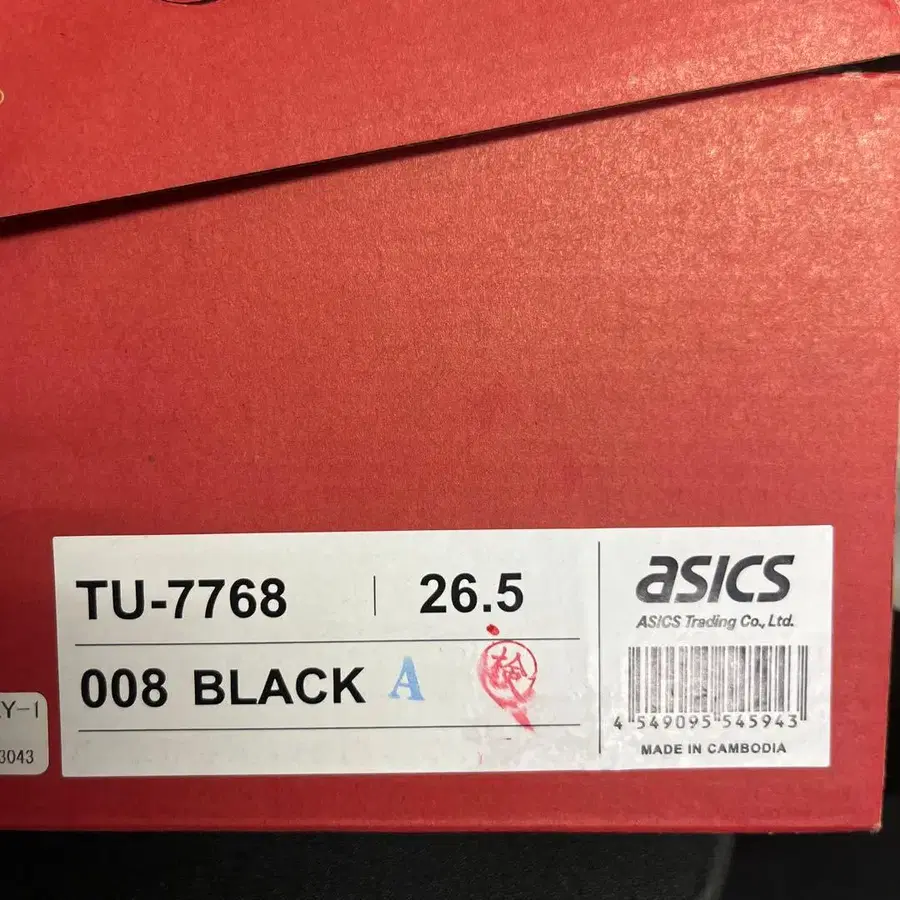 TU-7768 | 26.5
008 BLACK A 検
asics
ASICS Trading Co., Ltd.
4 549095 545943
MADE IN CAMBODIA
Y-1
3043